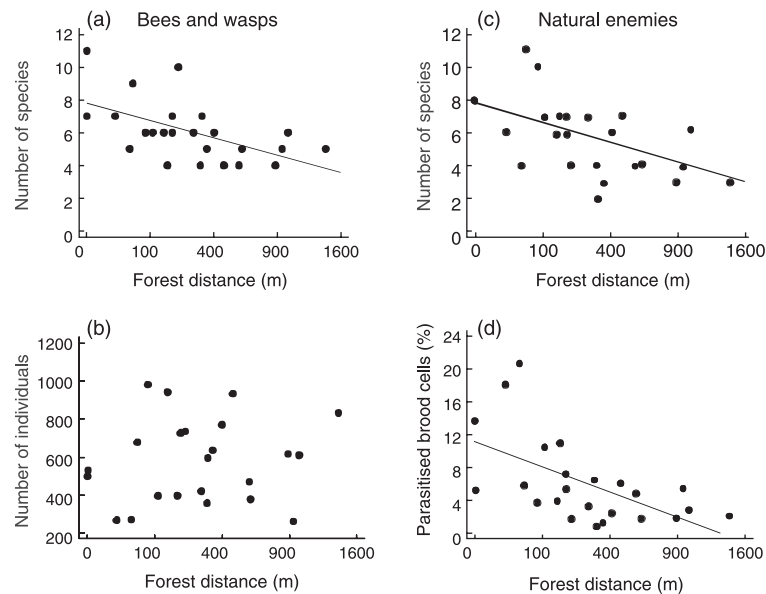 (a) Bees and wasps
12
10
8
6
4
2
0
Number of species
0 100 400 900 1600
Forest distance (m)
(c) Natural enemies
12
10
8
6
4
2
0
Number of species
0 100 400 900 1600
Forest distance (m)
(b)
1200
1000
800
600
400
200
Number of individuals
0 100 400 900 1600
Forest distance (m)
(d)
24
20
16
12
8
4
0
Parasitised brood cells (%)
0 100 400 900 1600
Forest distance (m)